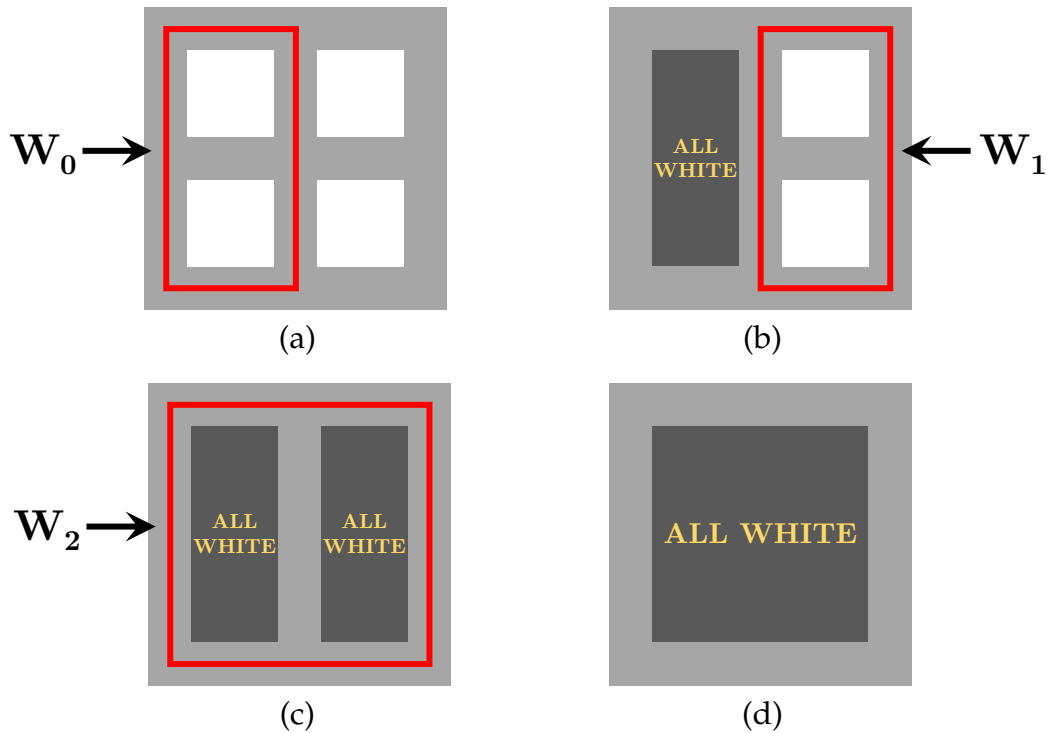 W₀
ALL
WHITE
W₁
(a)
(b)
W₂
ALL
WHITE
ALL
WHITE
ALL WHITE
(c)
(d)